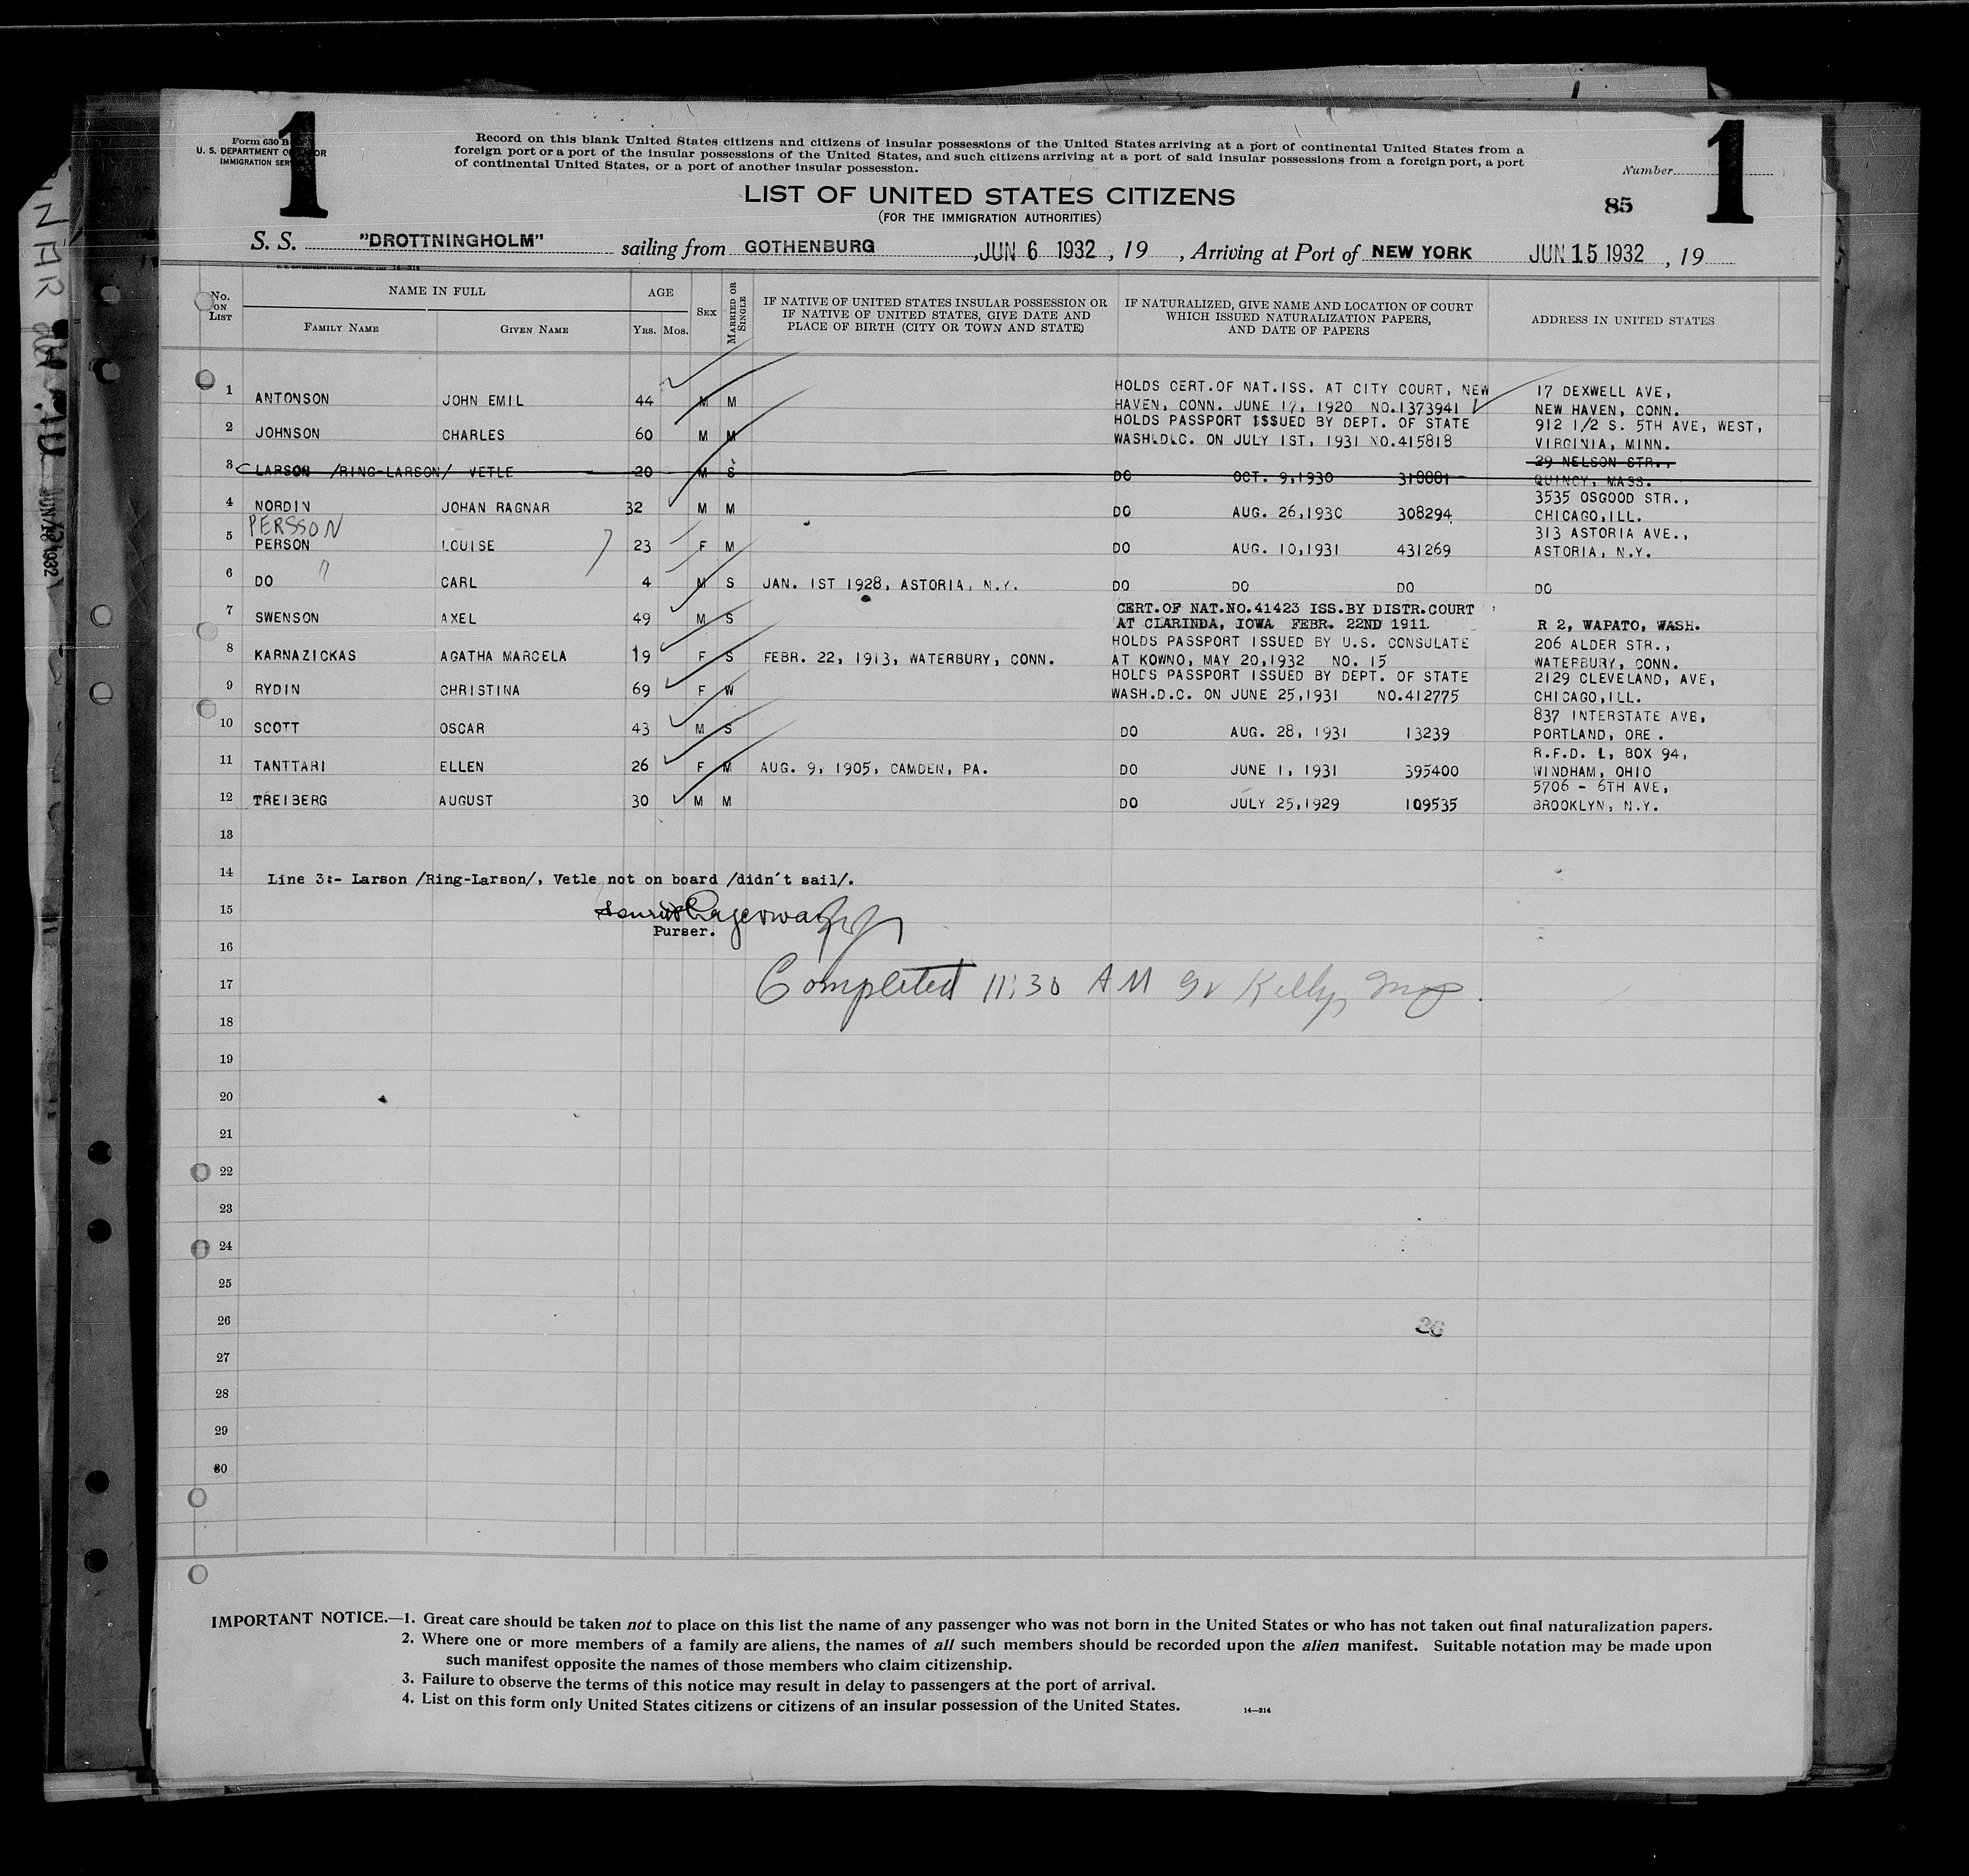 1
1
Form 630 B
U. S. DEPARTMENT OF LABOR
IMMIGRATION SER
Record on this blank United States citizens and citizens of insular possessions of the United States arriving at a port of continental United States from a
foreign port or a port of the insular possessions of the United States, and such citizens arriving at a port of said insular possessions from a foreign port, a port
of continental United States, or a port of another insular possession.
Number
LIST OF UNITED STATES CITIZENS
(FOR THE IMMIGRATION AUTHORITIES)
85
S. S. "DROTTNINGHOLM" sailing from GOTHENBURG , JUN 6 1932 , 19 , Arriving at Port of NEW YORK JUN 15 1932 , 19
No. ON LIST
NAME IN FULL
FAMILY NAME GIVEN NAME
AGE
YRS. MOS.
SEX
MARRIED OR SINGLE
IF NATIVE OF UNITED STATES INSULAR POSSESSION OR
IF NATIVE OF UNITED STATES, GIVE DATE AND
PLACE OF BIRTH (CITY OR TOWN AND STATE)
IF NATURALIZED, GIVE NAME AND LOCATION OF COURT
WHICH ISSUED NATURALIZATION PAPERS,
AND DATE OF PAPERS
ADDRESS IN UNITED STATES
HOLDS CERT.OF NAT.ISS. AT CITY COURT, NEW 17 DEXWELL AVE,
1 ANTONSON JOHN EMIL 44 M M HAVEN, CONN. JUNE 17, 1920 NO.1373941 NEW HAVEN, CONN.
HOLDS PASSPORT ISSSUED BY DEPT. OF STATE 912 1/2 S. 5TH AVE, WEST,
2 JOHNSON CHARLES 60 M M WASH.D.C. ON JULY 1ST, 1931 NO.415818 VIRGINIA, MINN.
29 NELSON STR.,
3 LARSON /RING-LARSON/ VETLE 20 M S DO OCT. 9,1930 318801 QUINCY, MASS.
3535 OSGOOD STR.,
4 NORDIN JOHAN RAGNAR 32 M M DO AUG. 26,1930 308294 CHICAGO,ILL.
PERSSON 313 ASTORIA AVE.,
5 PERSON LOUISE 23 F M DO AUG. 10,1931 431269 ASTORIA, N.Y.
6 DO CARL 4 M S JAN. 1ST 1928, ASTORIA, N.Y. DO DO DO DO
CERT.OF NAT.NO.41423 ISS.BY DISTR.COURT
7 SWENSON AXEL 49 M S AT CLARINDA, IOWA FEBR. 22ND 1911 R 2, WAPATO, WASH.
HOLDS PASSPORT ISSUED BY U.S. CONSULATE 206 ALDER STR.,
8 KARNAZICKAS AGATHA MARCELA 19 F S FEBR. 22, 1913, WATERBURY, CONN. AT KOWNO, MAY 20,1932 NO. 15 WATERBURY, CONN.
HOLDS PASSPORT ISSUED BY DEPT. OF STATE 2129 CLEVELAND, AVE,
9 RYDIN CHRISTINA 69 F W WASH.D.C. ON JUNE 25,1931 NO.412775 CHICAGO,ILL.
837 INTERSTATE AVE,
10 SCOTT OSCAR 43 M S DO AUG. 28, 1931 13239 PORTLAND, ORE .
R.F.D. 1, BOX 94,
11 TANTTARI ELLEN 26 F M AUG. 9, 1905, CAMDEN, PA. DO JUNE 1, 1931 395400 WINDHAM, OHIO
5706 - 6TH AVE,
12 TREIBERG AUGUST 30 M M DO JULY 25,1929 109535 BROOKLYN, N.Y.
13
14 Line 3:- Larson /Ring-Larson/, Vetle not on board /didn't sail/.
15
Purser.
16
17 Completed 11:30 AM Kelly,
18
19
20
21
22
23
24
25
26
27
28
29
30
IMPORTANT NOTICE.—1. Great care should be taken not to place on this list the name of any passenger who was not born in the United States or who has not taken out final naturalization papers.
2. Where one or more members of a family are aliens, the names of all such members should be recorded upon the alien manifest. Suitable notation may be made upon
such manifest opposite the names of those members who claim citizenship.
3. Failure to observe the terms of this notice may result in delay to passengers at the port of arrival.
4. List on this form only United States citizens or citizens of an insular possession of the United States. 14—214